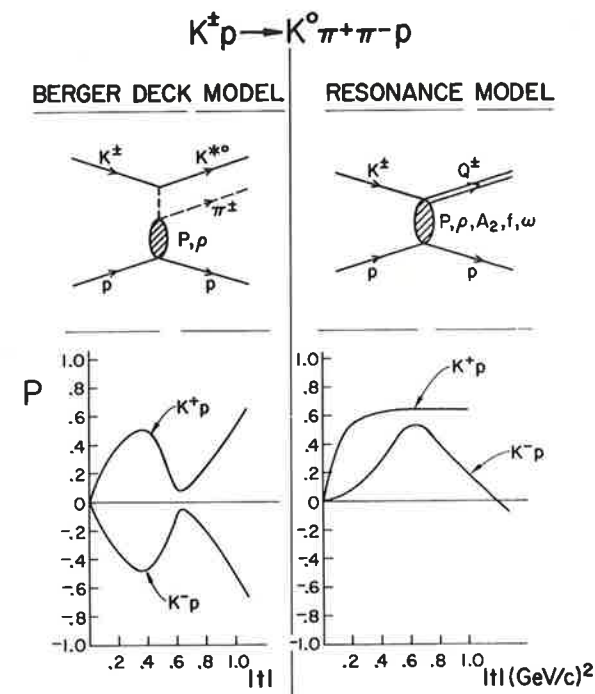 K±p → K⁰π+π-p
BERGER DECK MODEL
RESONANCE MODEL
K±
K*⁰
π±
P,ρ
p
p
K±
Q±
P,ρ,A₂,f,ω
p
p
P
1.0
.8
.6
.4
.2
0
-.2
-.4
-.6
-.8
-1.0
K⁺p
K⁻p
.2 .4 .6 .8 1.0
|t|
1.0
.8
.6
.4
.2
0
-.2
-.4
-.6
-.8
-1.0
K⁺p
K⁻p
.2 .4 .6 .8 1.0
|t|(GeV/c)²